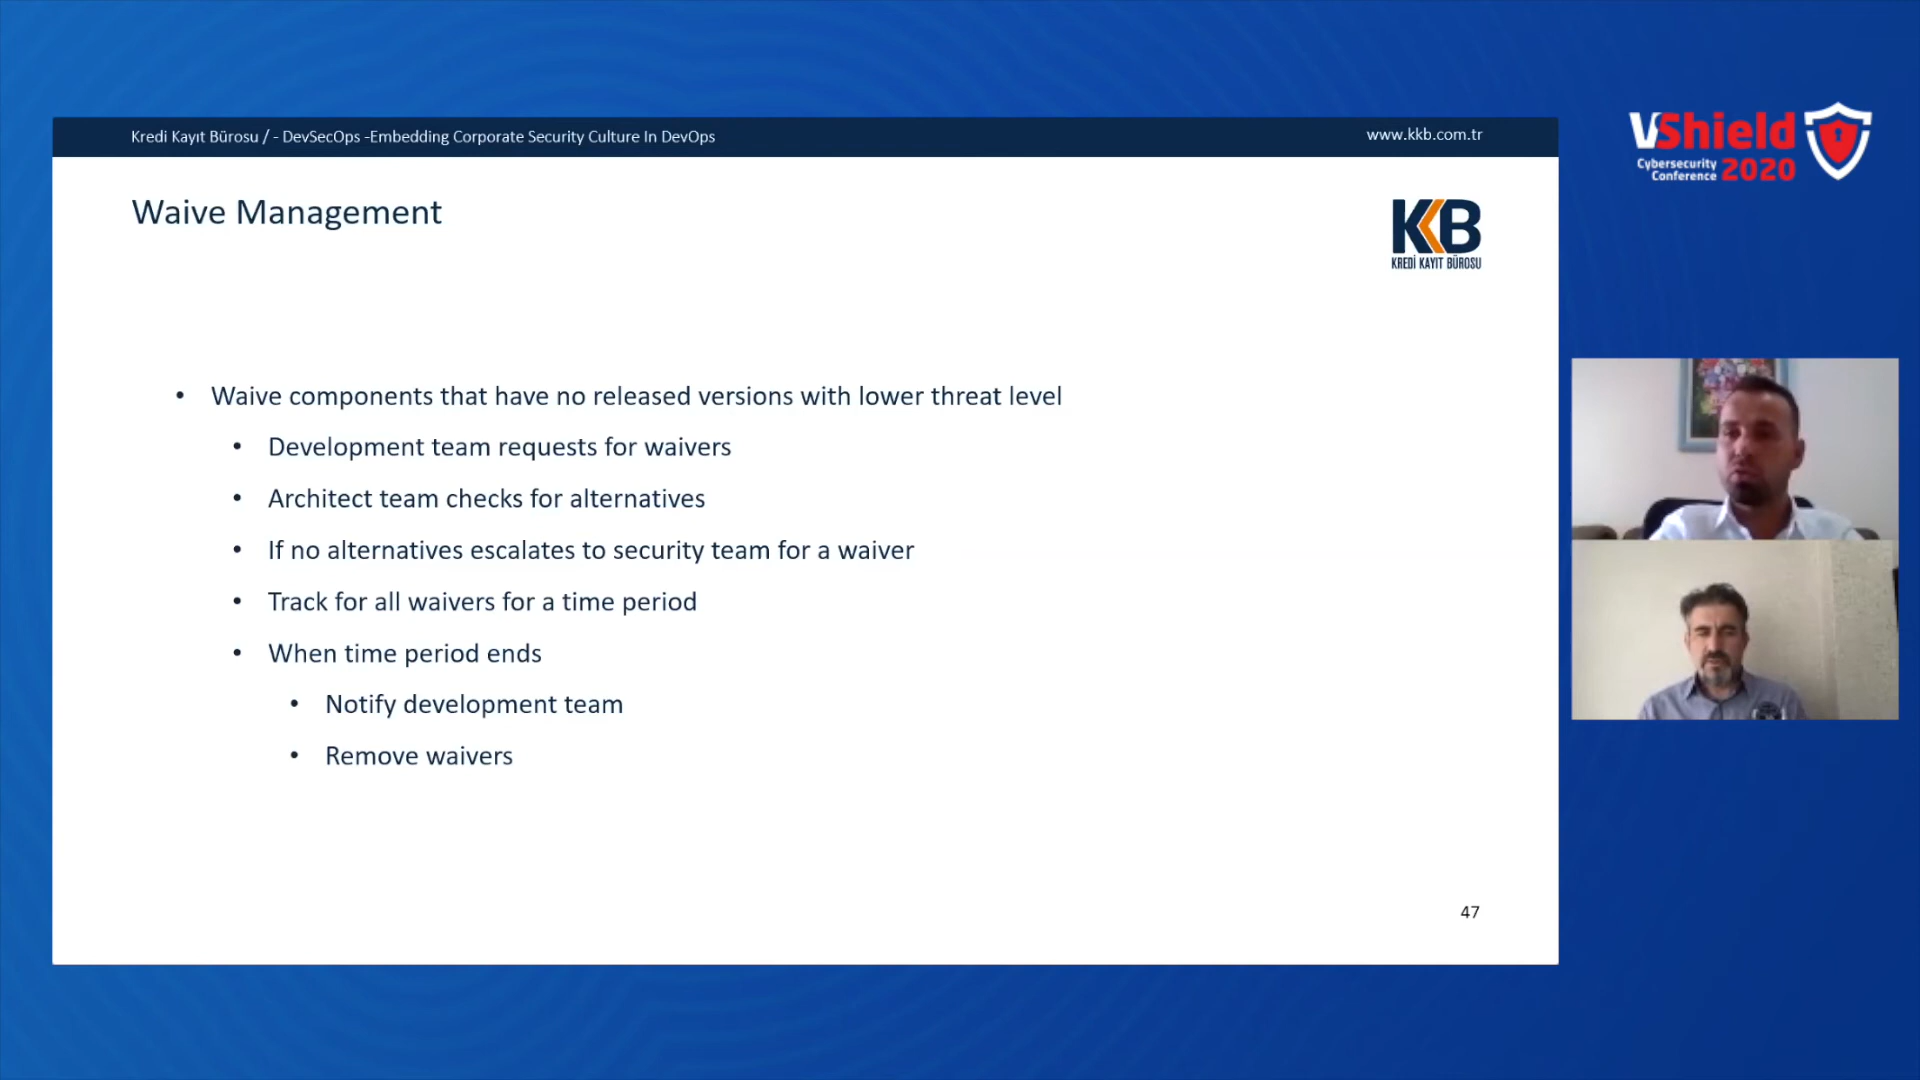 Kredi Kayıt Bürosu / - DevSecOps -Embedding Corporate Security Culture In DevOps
www.kkb.com.tr
VShield
Cybersecurity
Conference 2020
Waive Management
KKB
KREDİ KAYIT BÜROSU
• Waive components that have no released versions with lower threat level
• Development team requests for waivers
• Architect team checks for alternatives
• If no alternatives escalates to security team for a waiver
• Track for all waivers for a time period
• When time period ends
• Notify development team
• Remove waivers
47